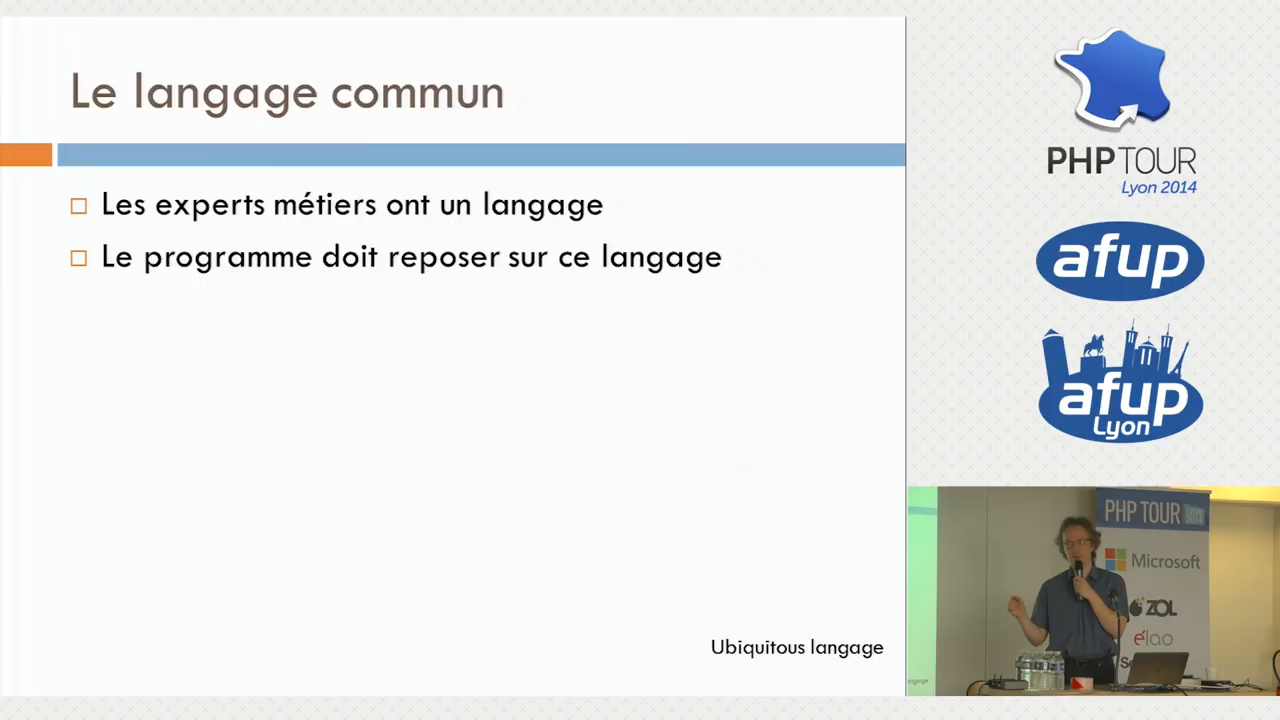 Le langage commun
Les experts métiers ont un langage
Le programme doit reposer sur ce langage
Ubiquitous langage
PHP TOUR
Lyon 2014
afup
afup
Lyon
PHP TOUR
Microsoft
ZOL
élao